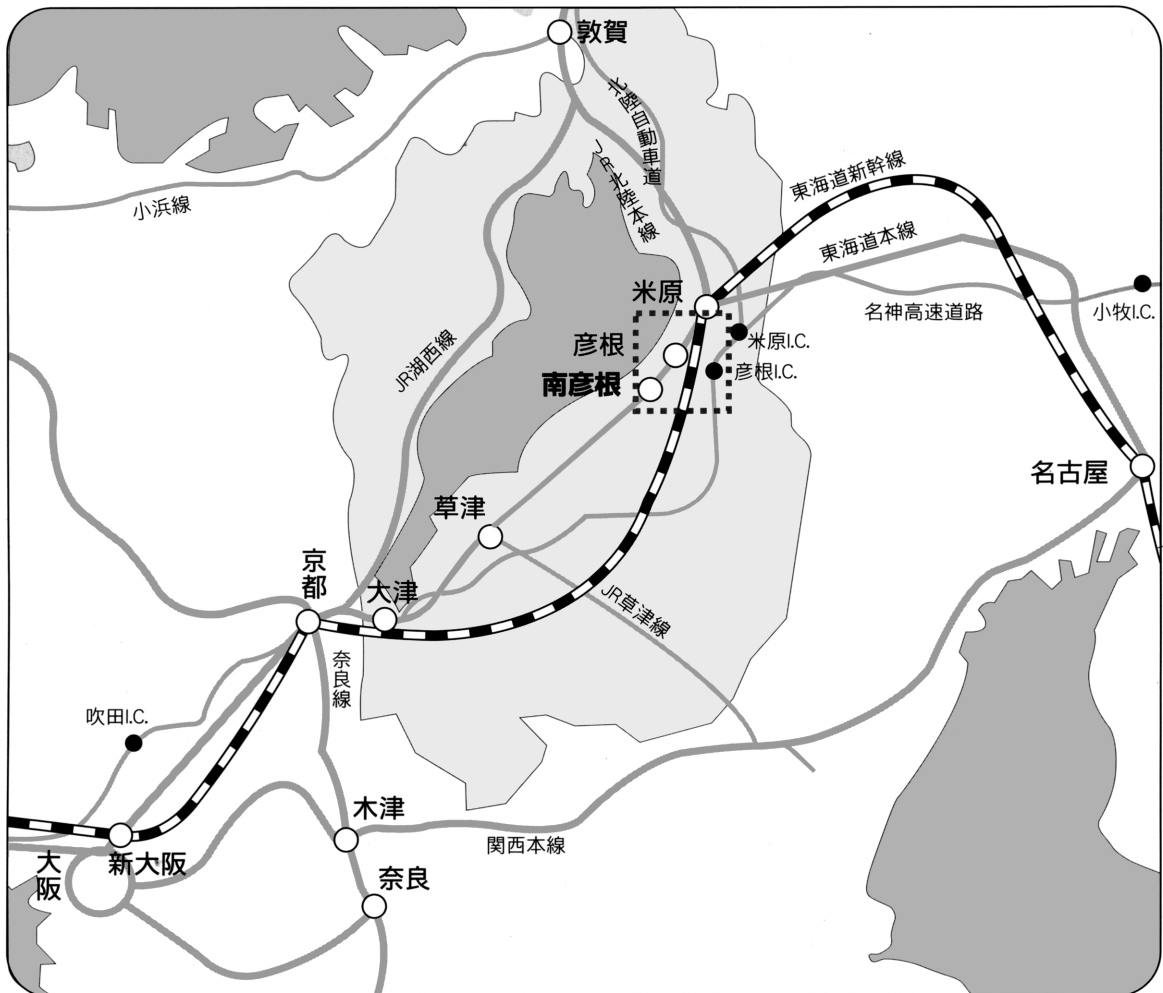 敦賀
北陸自動車道
JR北陸本線
小浜線
東海道新幹線
東海道本線
米原
名神高速道路
小牧I.C.
米原I.C.
彦根
彦根I.C.
南彦根
JR湖西線
名古屋
草津
京都
大津
JR草津線
奈良線
吹田I.C.
木津
関西本線
新大阪
大阪
奈良